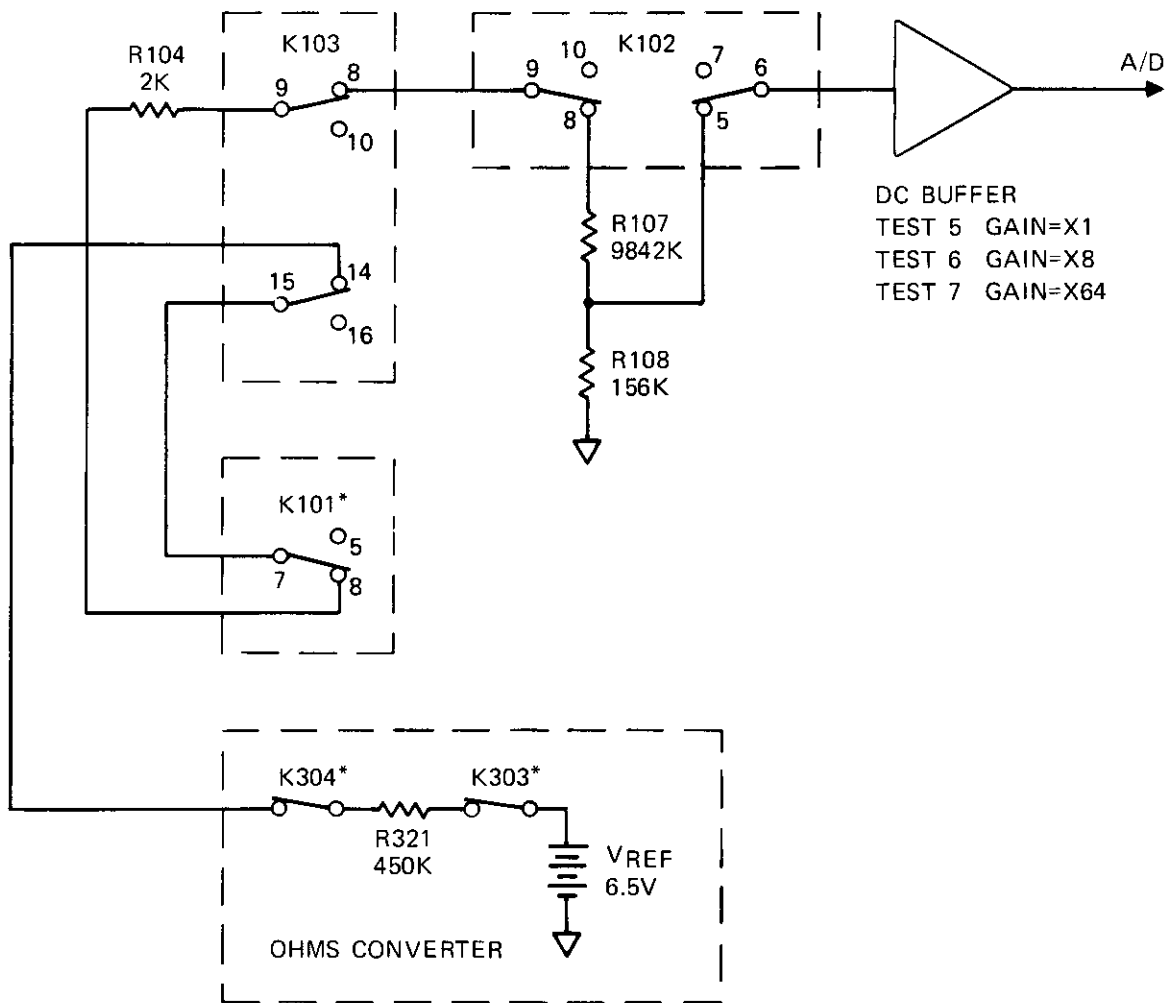 R104
2K
K103
9
8
10
15
14
16
K102
10
9
8
7
6
5
A/D
DC BUFFER
TEST 5 GAIN=X1
TEST 6 GAIN=X8
TEST 7 GAIN=X64
R107
9842K
R108
156K
K101*
5
7
8
K304*
K303*
R321
450K
VREF
6.5V
OHMS CONVERTER